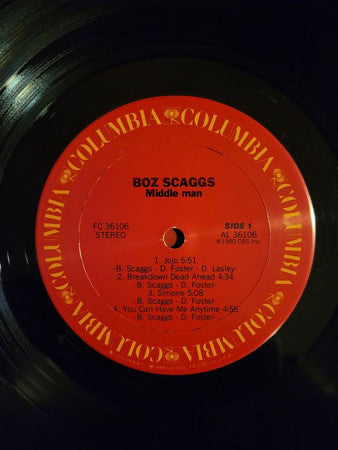 COLUMBIA COLUMBIA COLUMBIA COLUMBIA COLUMBIA COLUMBIA
BOZ SCAGGS
Middle man
FC 36106
STEREO
SIDE 1
AL 36106
℗1980 CBS Inc.
1. Jojo 5:51
-B. Scaggs - D. Foster - D. Lasley-
2. Breakdown Dead Ahead 4:34
-B. Scaggs - D. Foster-
3. Simone 5:08
-B. Scaggs - D. Foster-
4. You Can Have Me Anytime 4:56
-B. Scaggs - D. Foster-